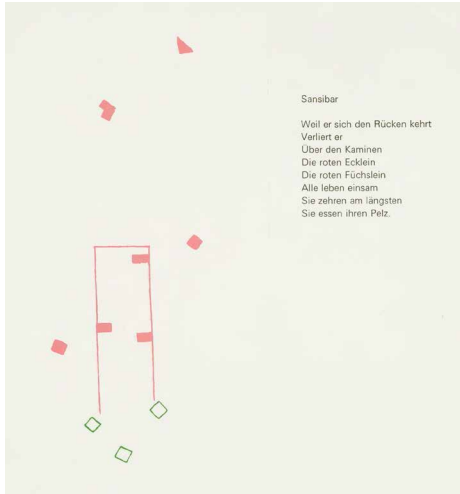 Sansibar
Weil er sich den Rücken kehrt
Verliert er
Über den Kaminen
Die roten Ecklein
Die roten Füchslein
Alle leben einsam
Sie zehren am längsten
Sie essen ihren Pelz.